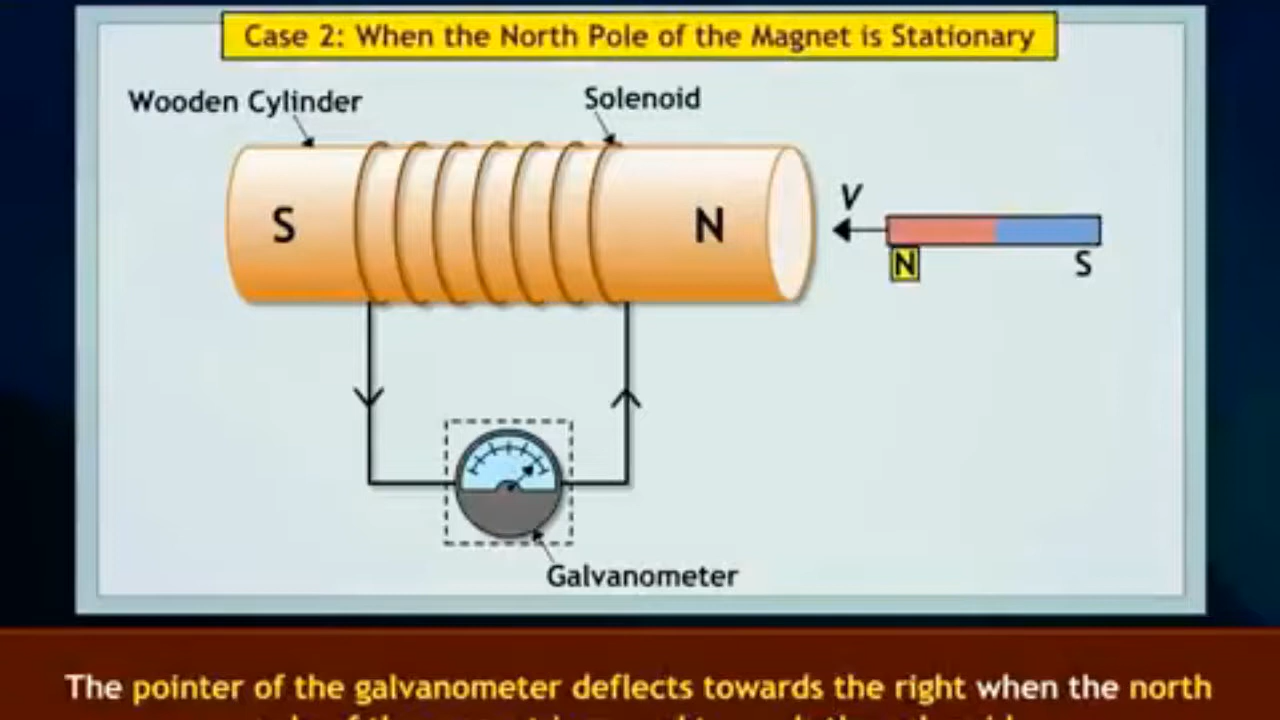 Case 2: When the North Pole of the Magnet is Stationary
Wooden Cylinder
Solenoid
S
N
V
N
S
Galvanometer
The pointer of the galvanometer deflects towards the right when the north